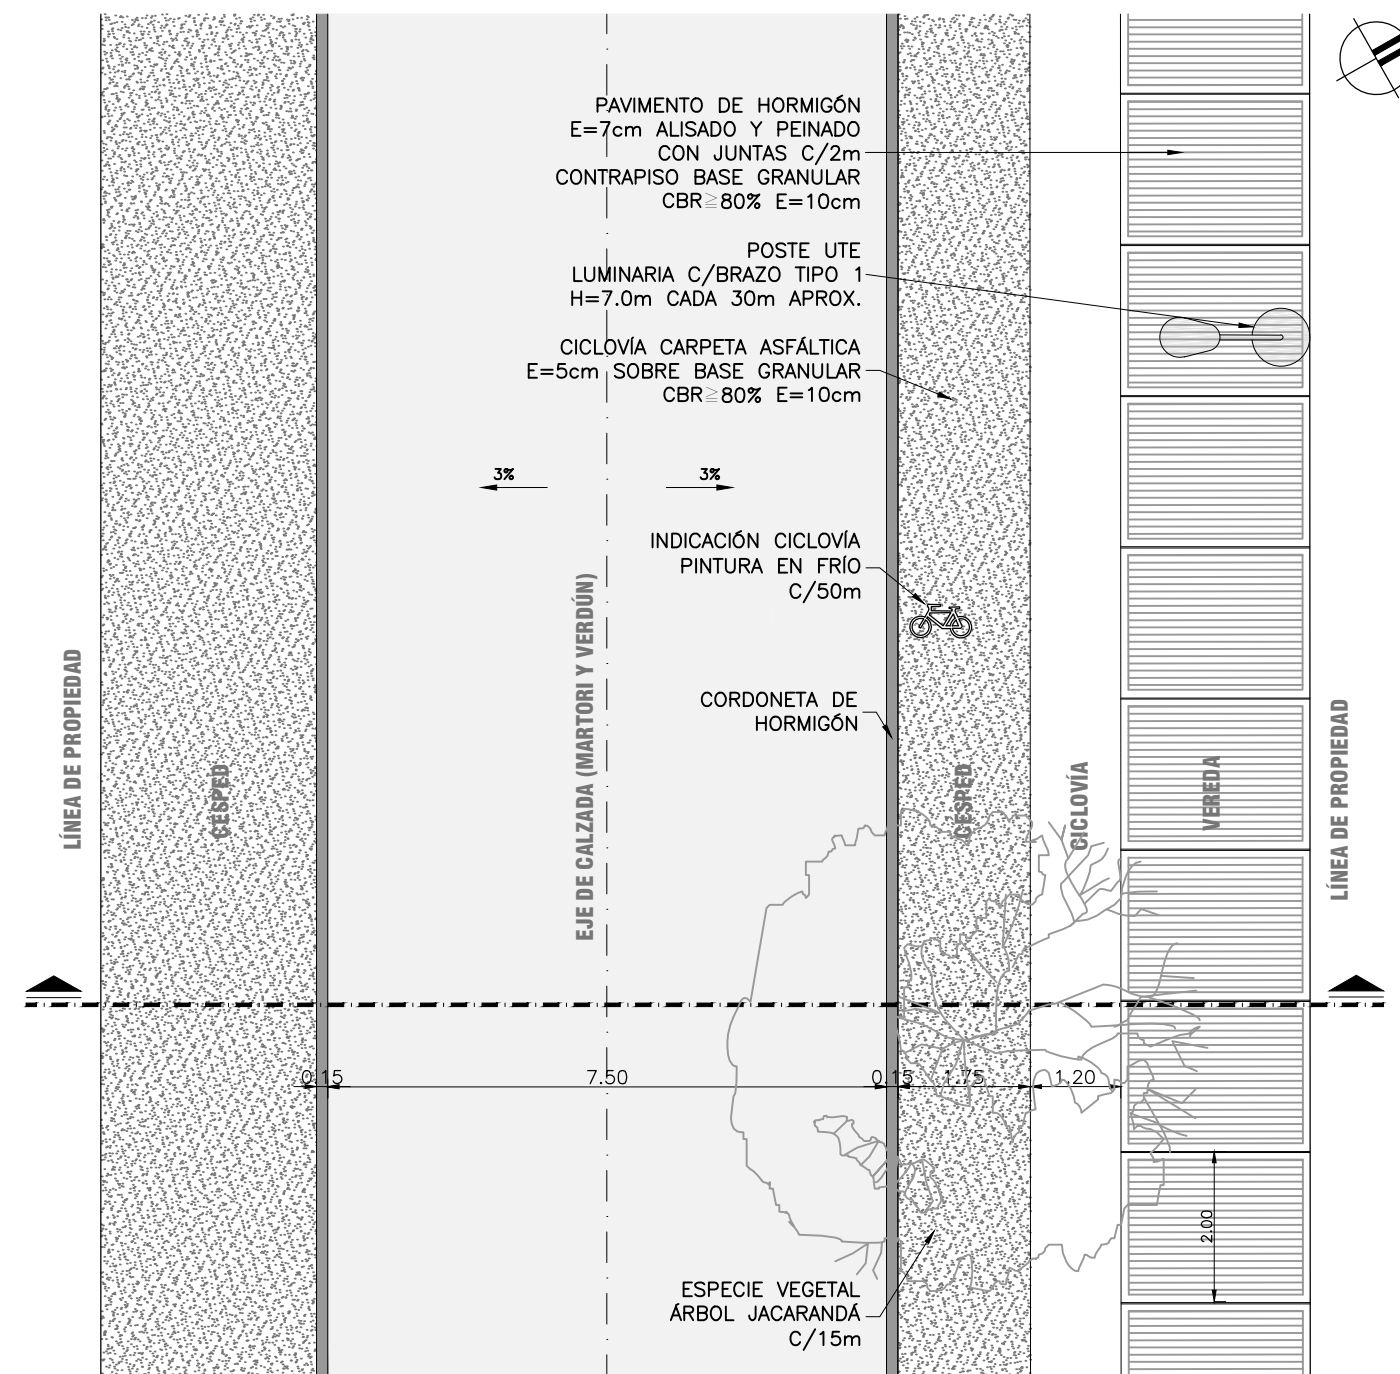 PAVIMENTO DE HORMIGÓN
E=7cm ALISADO Y PEINADO
CON JUNTAS C/2m
CONTRAPISO BASE GRANULAR
CBR≧80% E=10cm
POSTE UTE
LUMINARIA C/BRAZO TIPO 1
H=7.0m CADA 30m APROX.
CICLOVÍA CARPETA ASFÁLTICA
E=5cm SOBRE BASE GRANULAR
CBR≧80% E=10cm
3%
3%
INDICACIÓN CICLOVÍA
PINTURA EN FRÍO
C/50m
CORDONETA DE
HORMIGÓN
LÍNEA DE PROPIEDAD
CÉSPED
EJE DE CALZADA (MARTORI Y VERDÚN)
CÉSPED
CICLOVÍA
VEREDA
LÍNEA DE PROPIEDAD
0.15
7.50
0.15
1.75
1.20
2.00
ESPECIE VEGETAL
ÁRBOL JACARANDÁ
C/15m